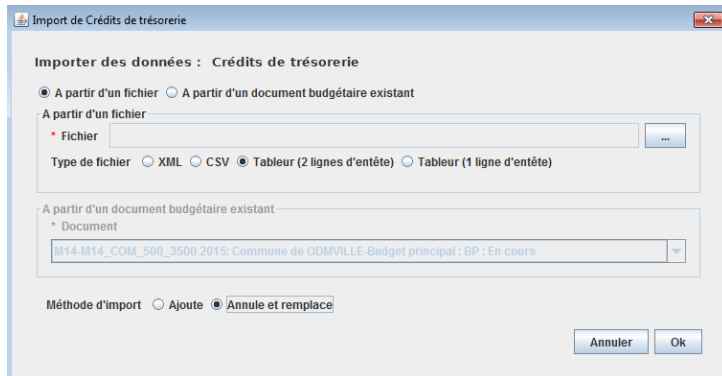 Import de Crédits de trésorerie
Importer des données : Crédits de trésorerie
A partir d'un fichier A partir d'un document budgétaire existant
A partir d'un fichier
* Fichier ...
Type de fichier XML CSV Tableur (2 lignes d'entête) Tableur (1 ligne d'entête)
A partir d'un document budgétaire existant
* Document
M14-M14_COM_500_3500 2015: Commune de ODMVILLE-Budget principal : BP : En cours
Méthode d'import Ajoute Annule et remplace
Annuler Ok